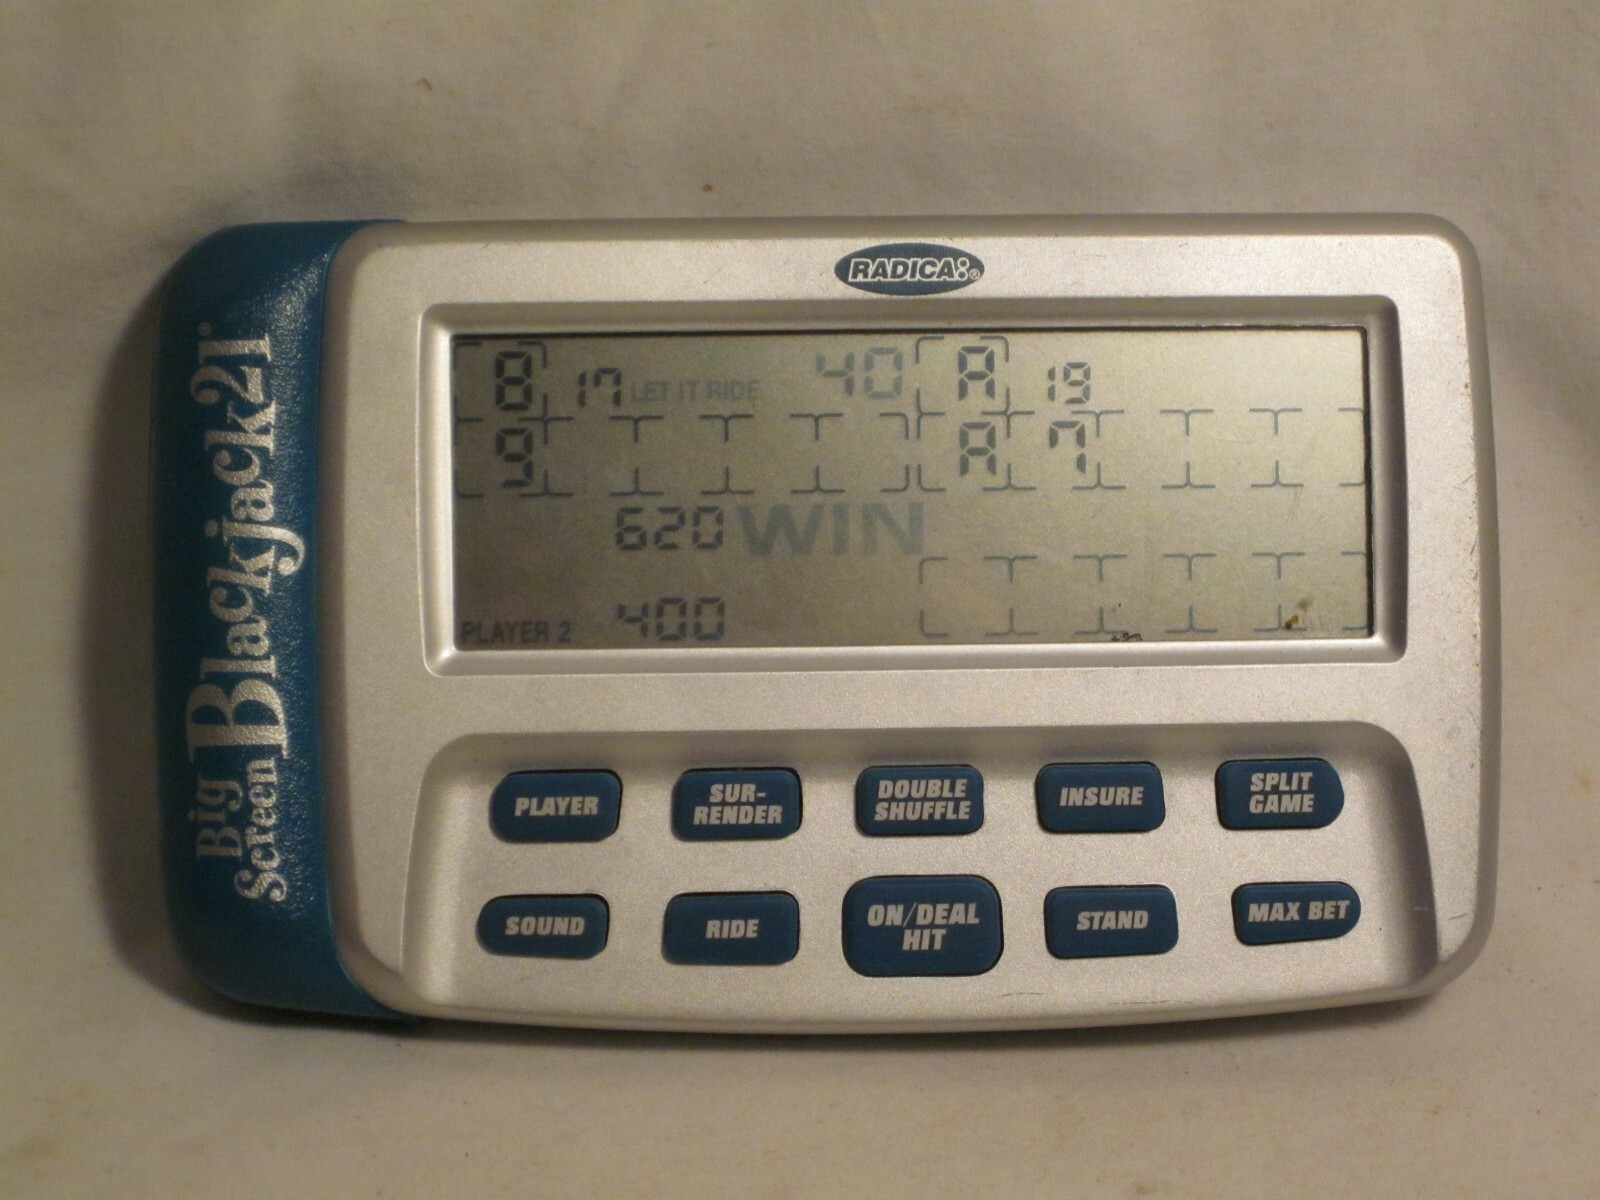 RADICA:®
Big
Screen Blackjack21®
8 17 LET IT RIDE 40 A 19
9 A 7
620 WIN
PLAYER 2 400
PLAYER
SUR-
RENDER
DOUBLE
SHUFFLE
INSURE
SPLIT
GAME
SOUND
RIDE
ON/DEAL
HIT
STAND
MAX BET